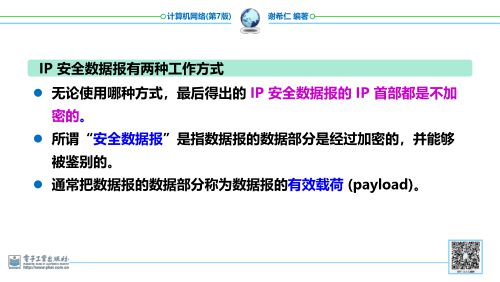 计算机网络(第7版)
谢希仁 编著
IP 安全数据报有两种工作方式
无论使用哪种方式，最后得出的 IP 安全数据报的 IP 首部都是不加
密的。
所谓“安全数据报”是指数据报的数据部分是经过加密的，并能够
被鉴别的。
通常把数据报的数据部分称为数据报的有效载荷 (payload)。
电子工业出版社
http://www.phei.com.cn